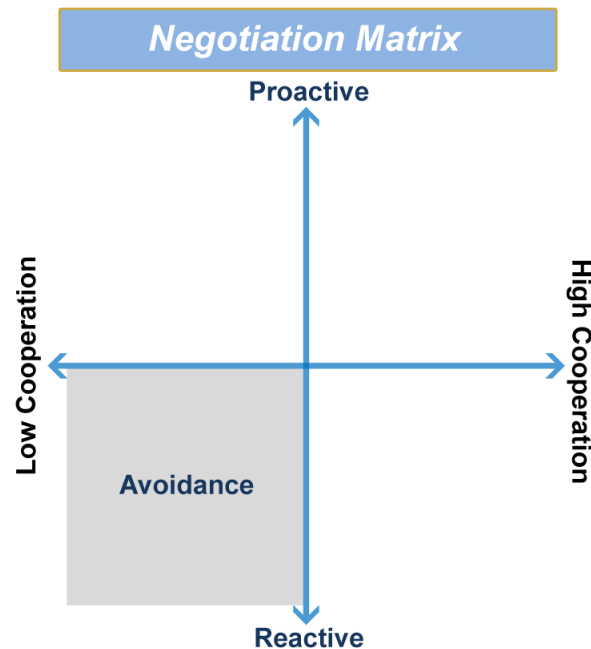 Negotiation Matrix
Proactive
Low Cooperation
High Cooperation
Avoidance
Reactive